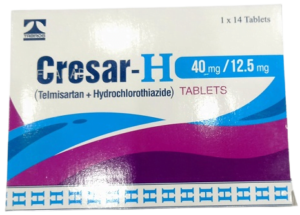 1 x 14 Tablets
Cresar-H 40 mg/12.5 mg
(Telmisartan + Hydrochlorothiazide) TABLETS